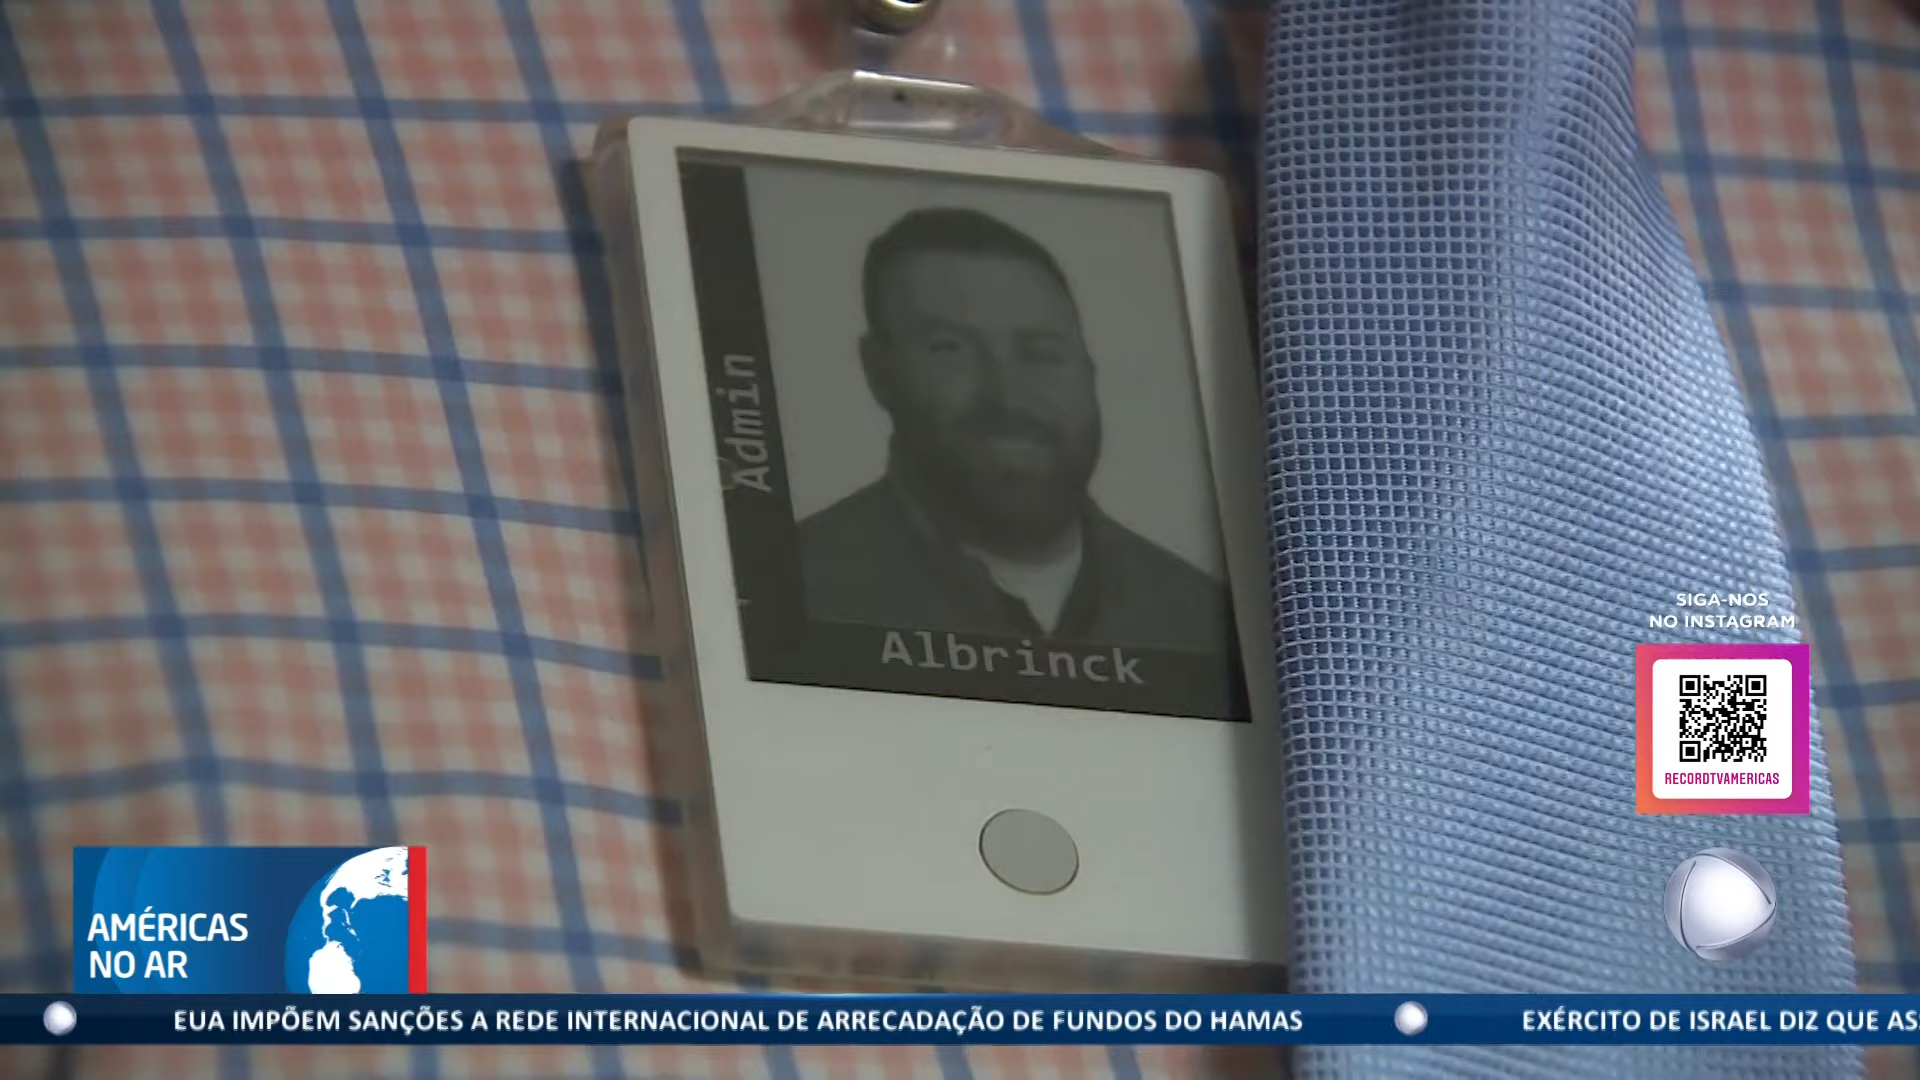 Admin
Albrinck
SIGA-NOS
NO INSTAGRAM
RECORDTVAMERICAS
AMÉRICAS
NO AR
EUA IMPÕEM SANÇÕES A REDE INTERNACIONAL DE ARRECADAÇÃO DE FUNDOS DO HAMAS
EXÉRCITO DE ISRAEL DIZ QUE